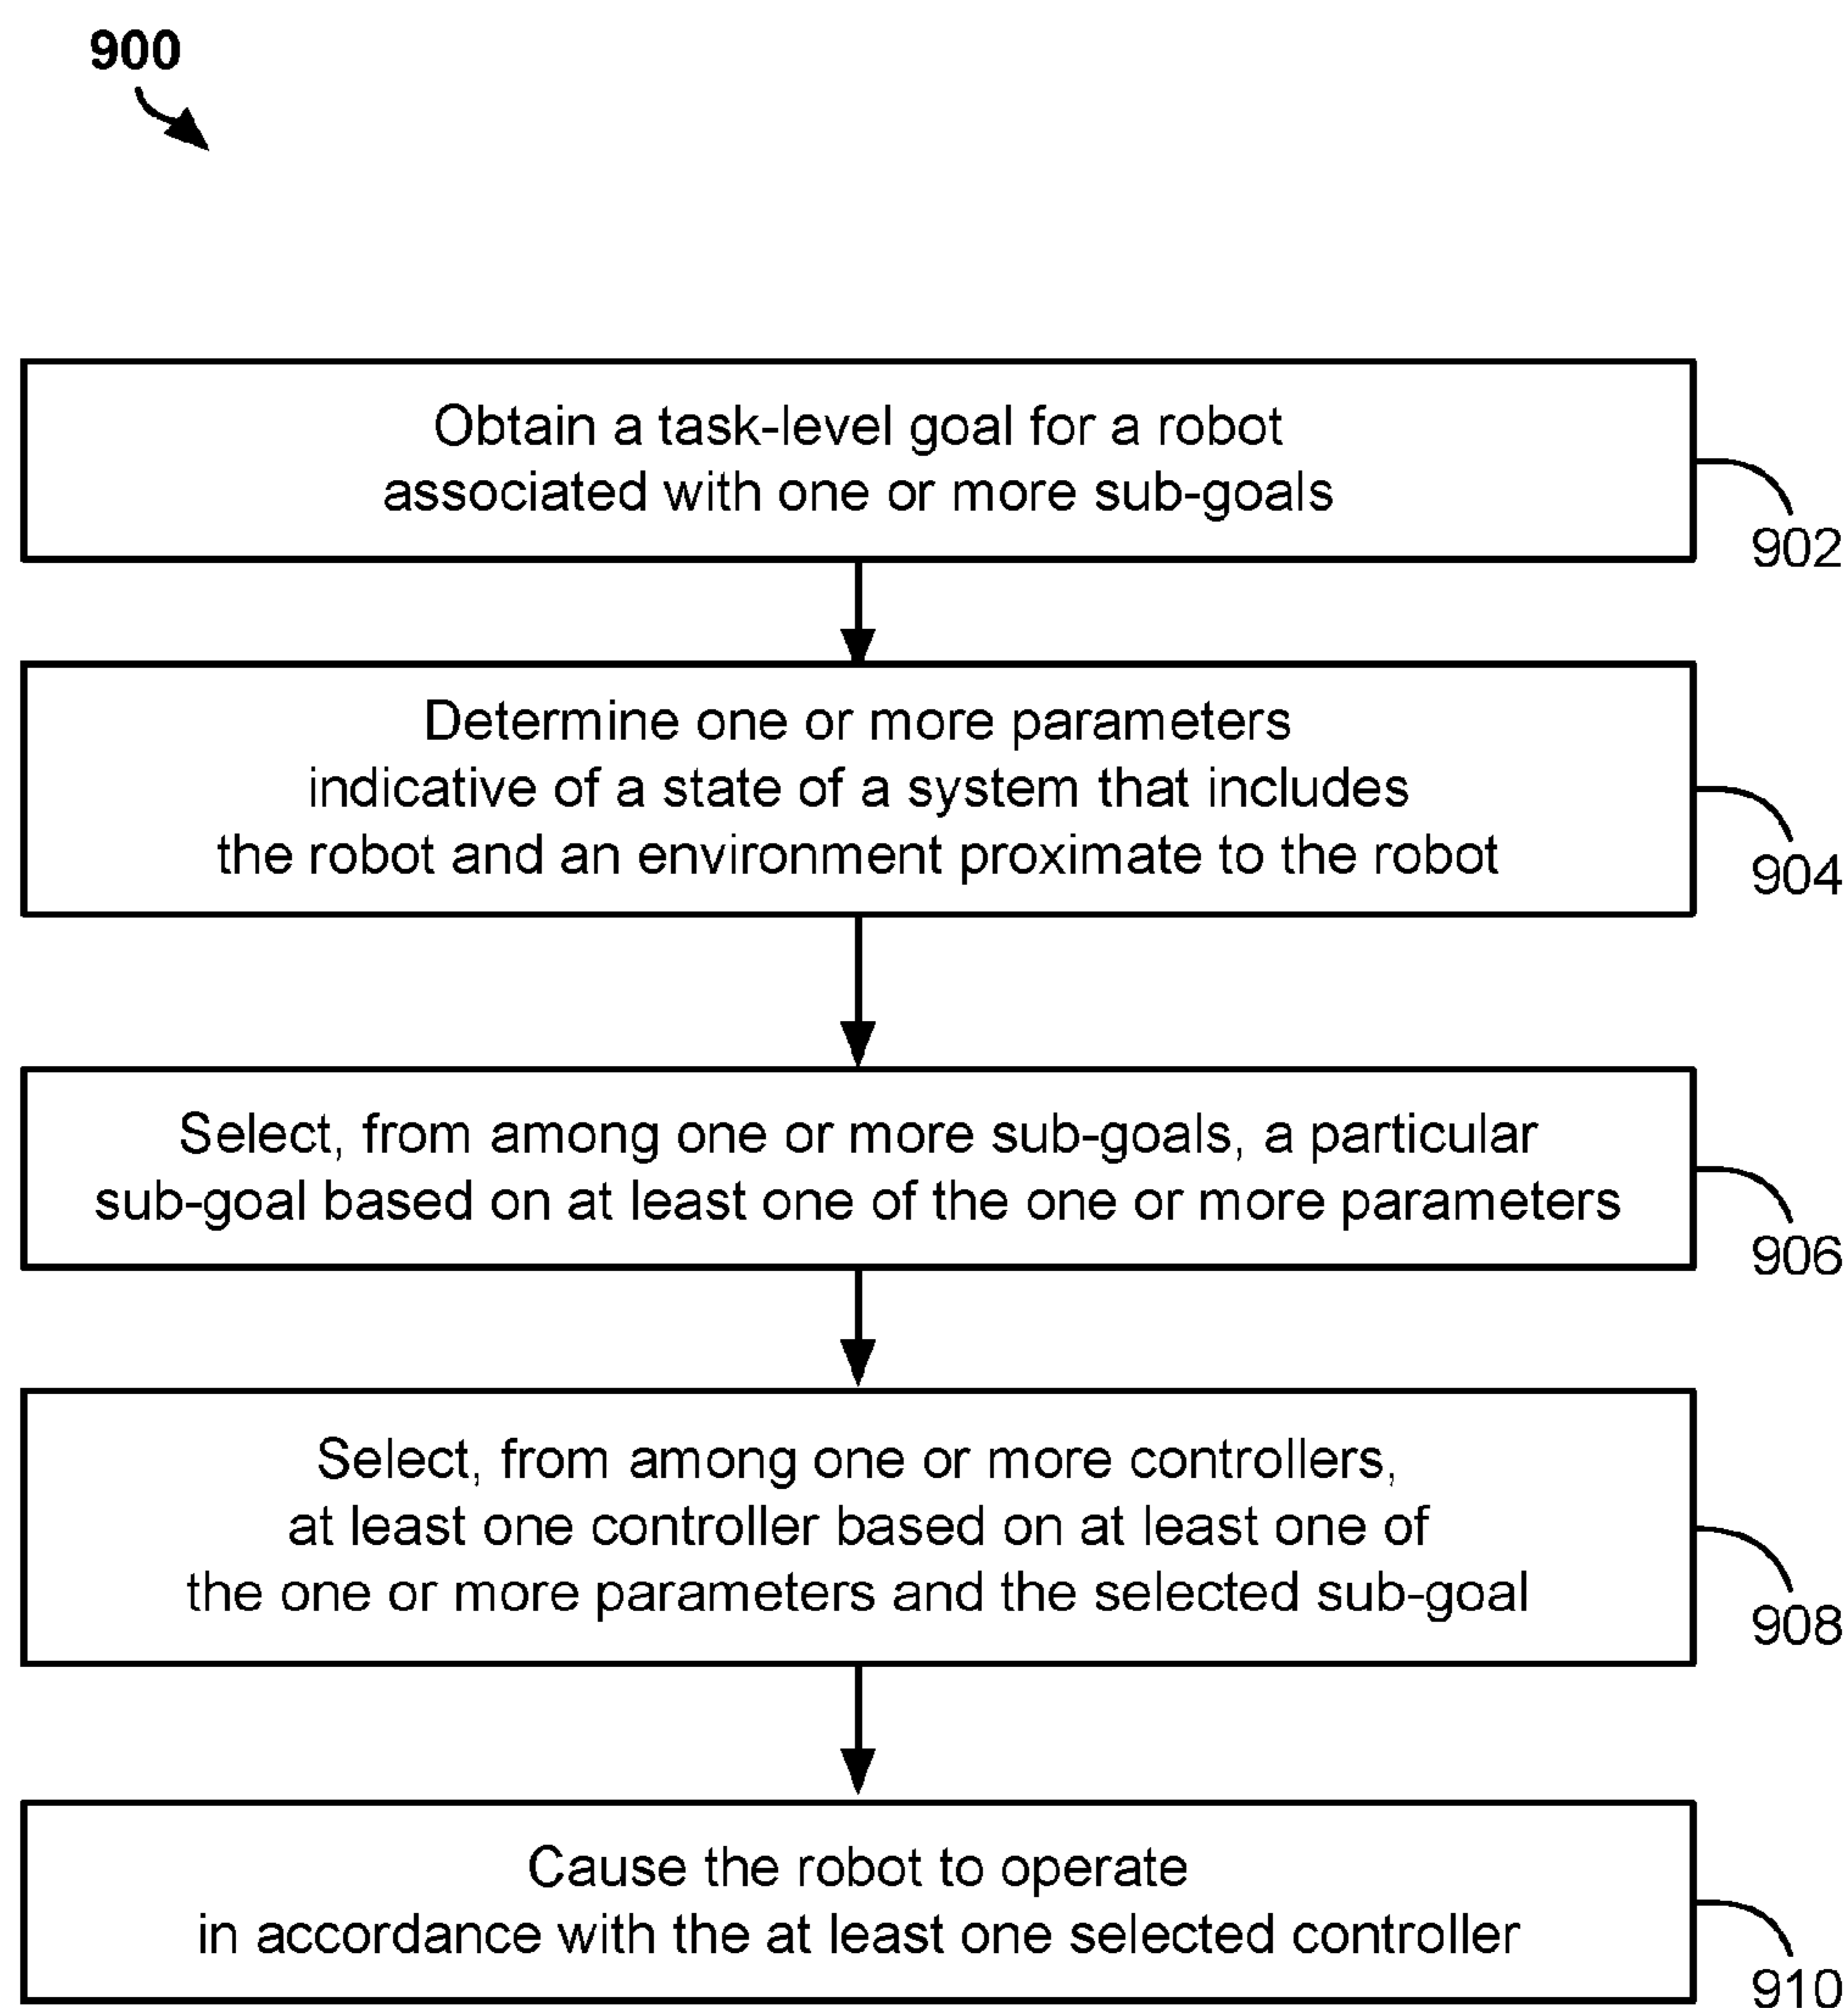 900
Obtain a task-level goal for a robot
associated with one or more sub-goals
902
Determine one or more parameters
indicative of a state of a system that includes
the robot and an environment proximate to the robot
904
Select, from among one or more sub-goals, a particular
sub-goal based on at least one of the one or more parameters
906
Select, from among one or more controllers,
at least one controller based on at least one of
the one or more parameters and the selected sub-goal
908
Cause the robot to operate
in accordance with the at least one selected controller
910